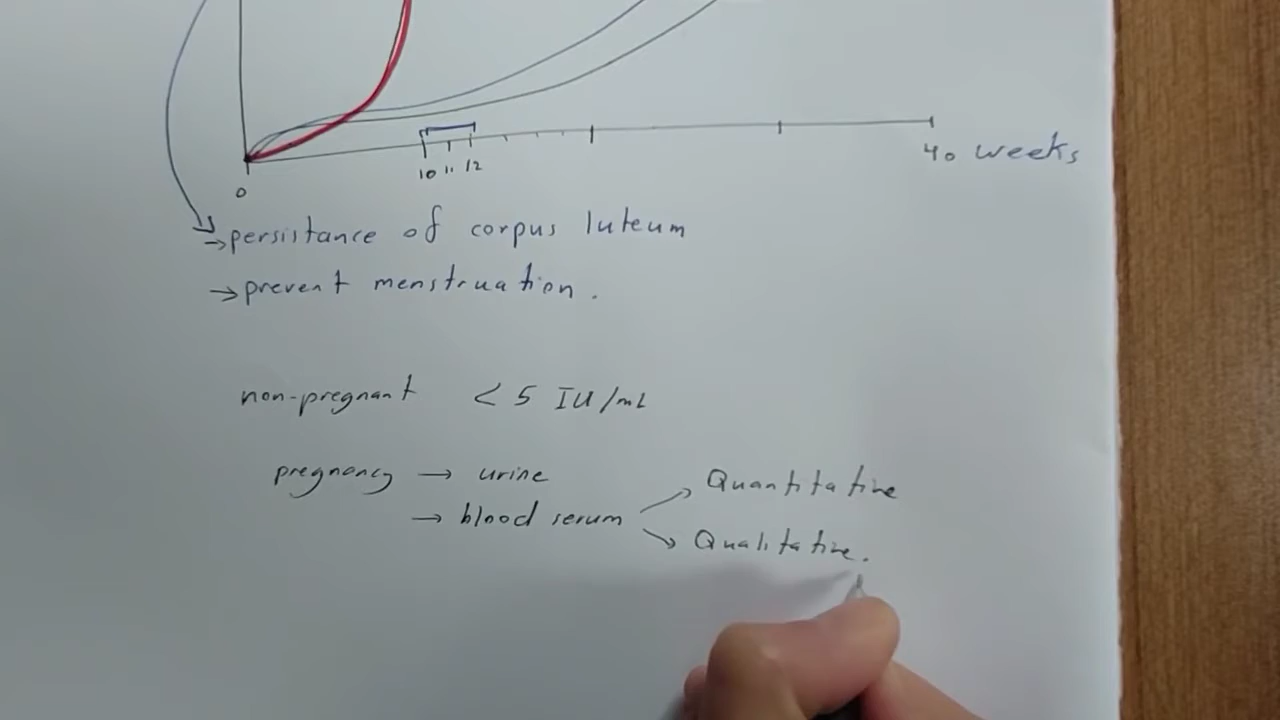 10 11 12
40 weeks
0
→persistance of corpus luteum
→prevent menstruation.
non-pregnant < 5 IU/mL
pregnancy → urine
→ blood serum
Quantitative
Qualitative.